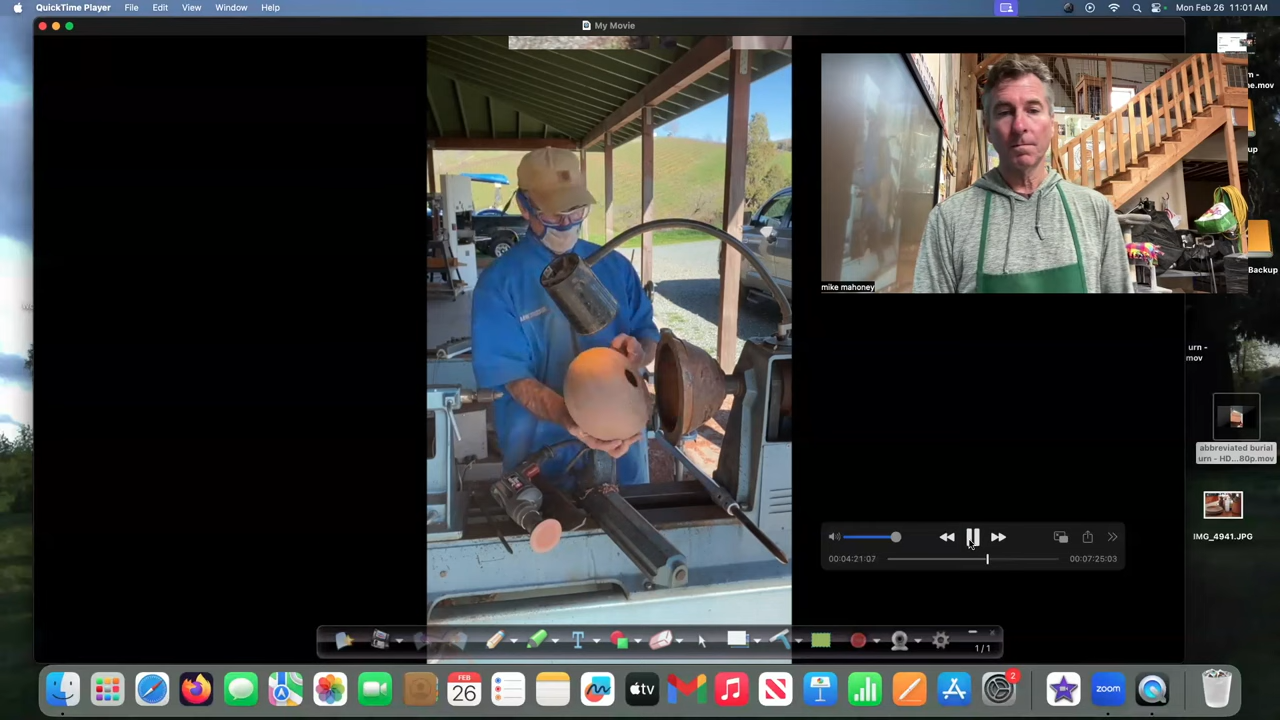 QuickTime Player File Edit View Window Help
Mon Feb 26 11:01 AM
My Movie
mike mahoney
Backup
abbreviated burial
urn - HD...80p.mov
IMG_4941.JPG
00:04:21:07
00:07:25:03
1/1
FEB
26
tv
zoom
2